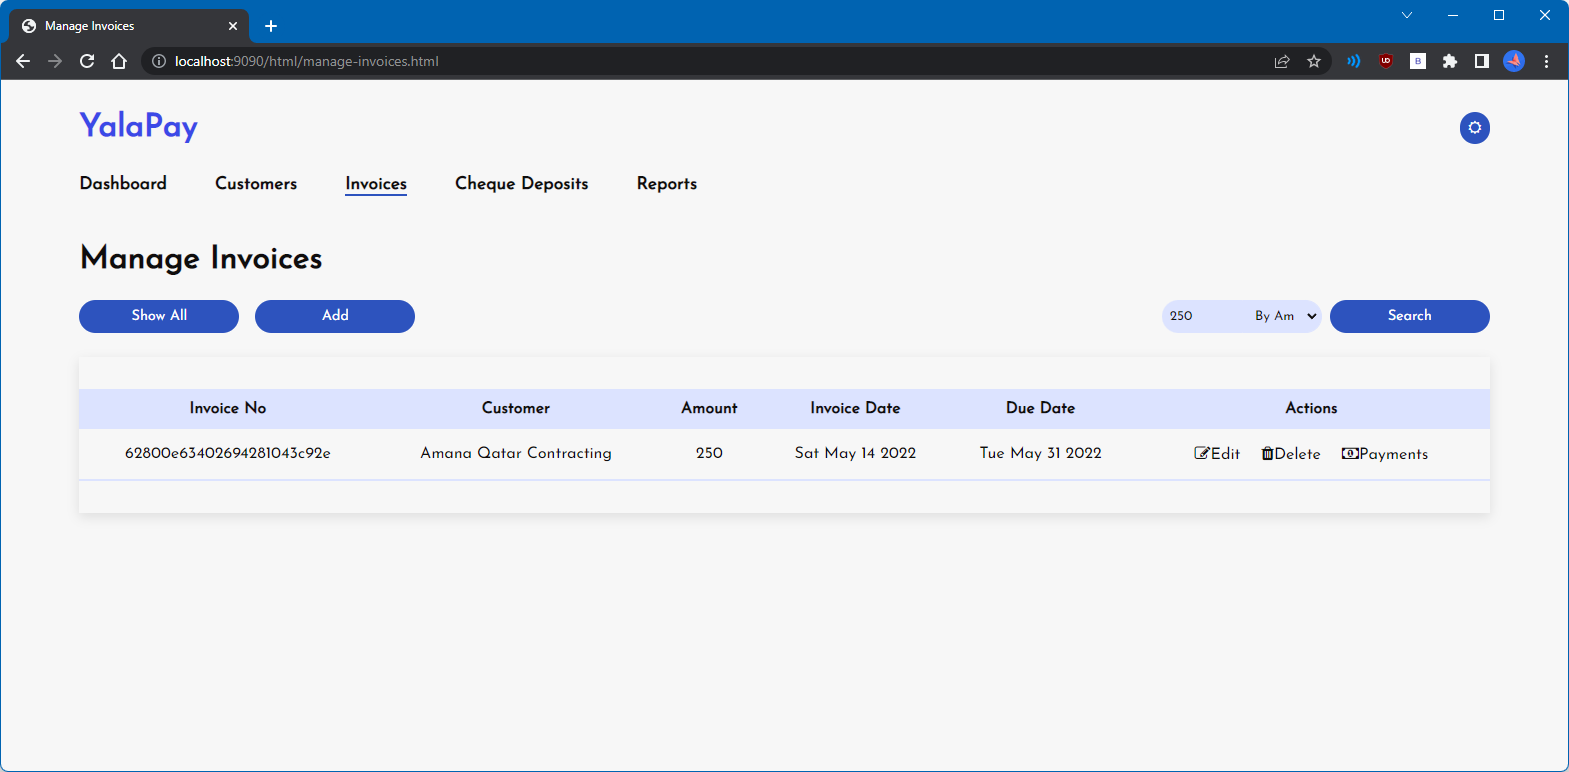 Manage Invoices
localhost:9090/html/manage-invoices.html
YalaPay
Dashboard Customers Invoices Cheque Deposits Reports
Manage Invoices
Show All Add 250 By Am Search
Invoice No Customer Amount Invoice Date Due Date Actions
62800e63402694281043c92e Amana Qatar Contracting 250 Sat May 14 2022 Tue May 31 2022 Edit Delete Payments